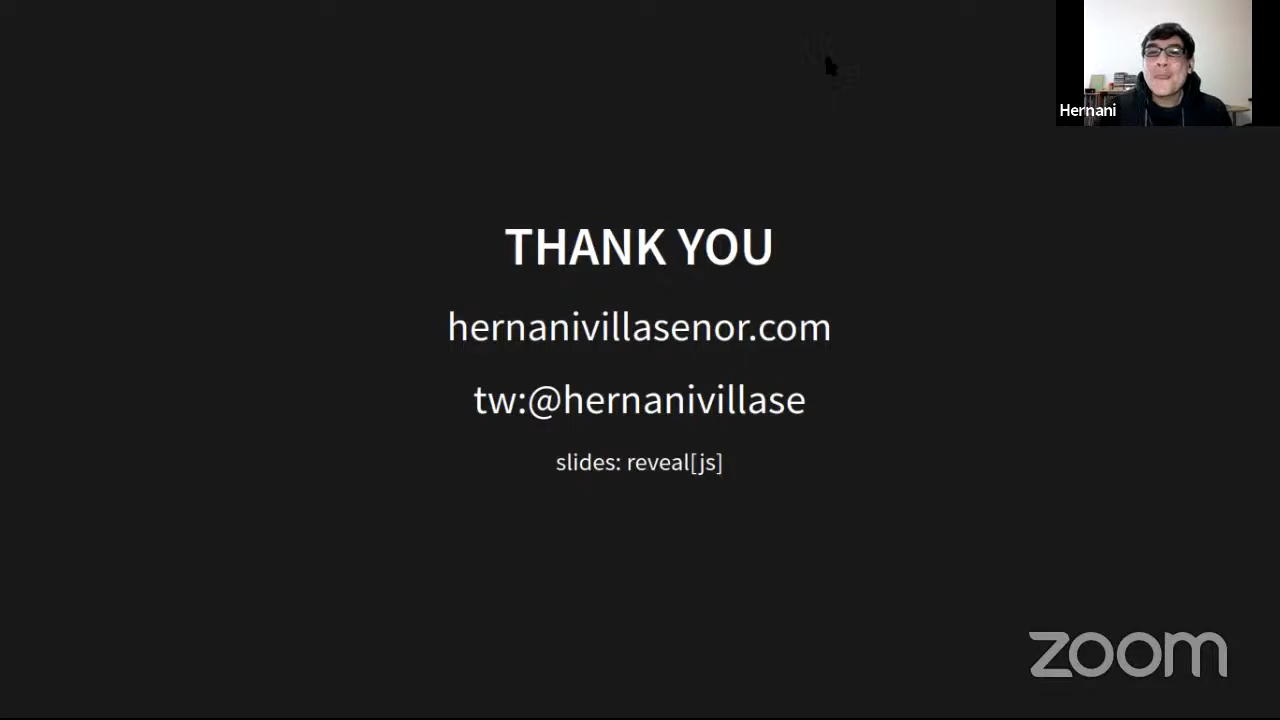 Hernani
THANK YOU
hernanivillasenor.com
tw:@hernanivillase
slides: reveal[js]
zoom